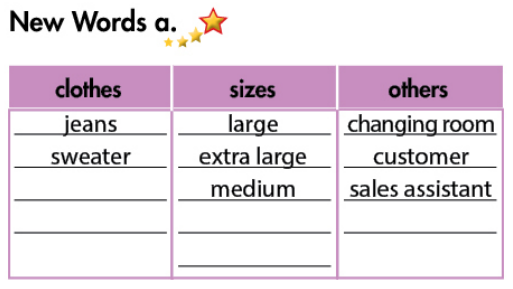 New Words a.
clothes sizes others
jeans large changing room
sweater extra large customer
medium sales assistant